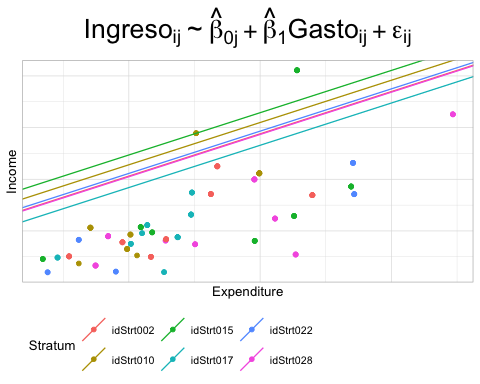 Ingreso_ij ~ β̂_0j + β̂_1Gasto_ij + ε_ij
Income
Expenditure
Stratum
idStrt002 idStrt015 idStrt022
idStrt010 idStrt017 idStrt028